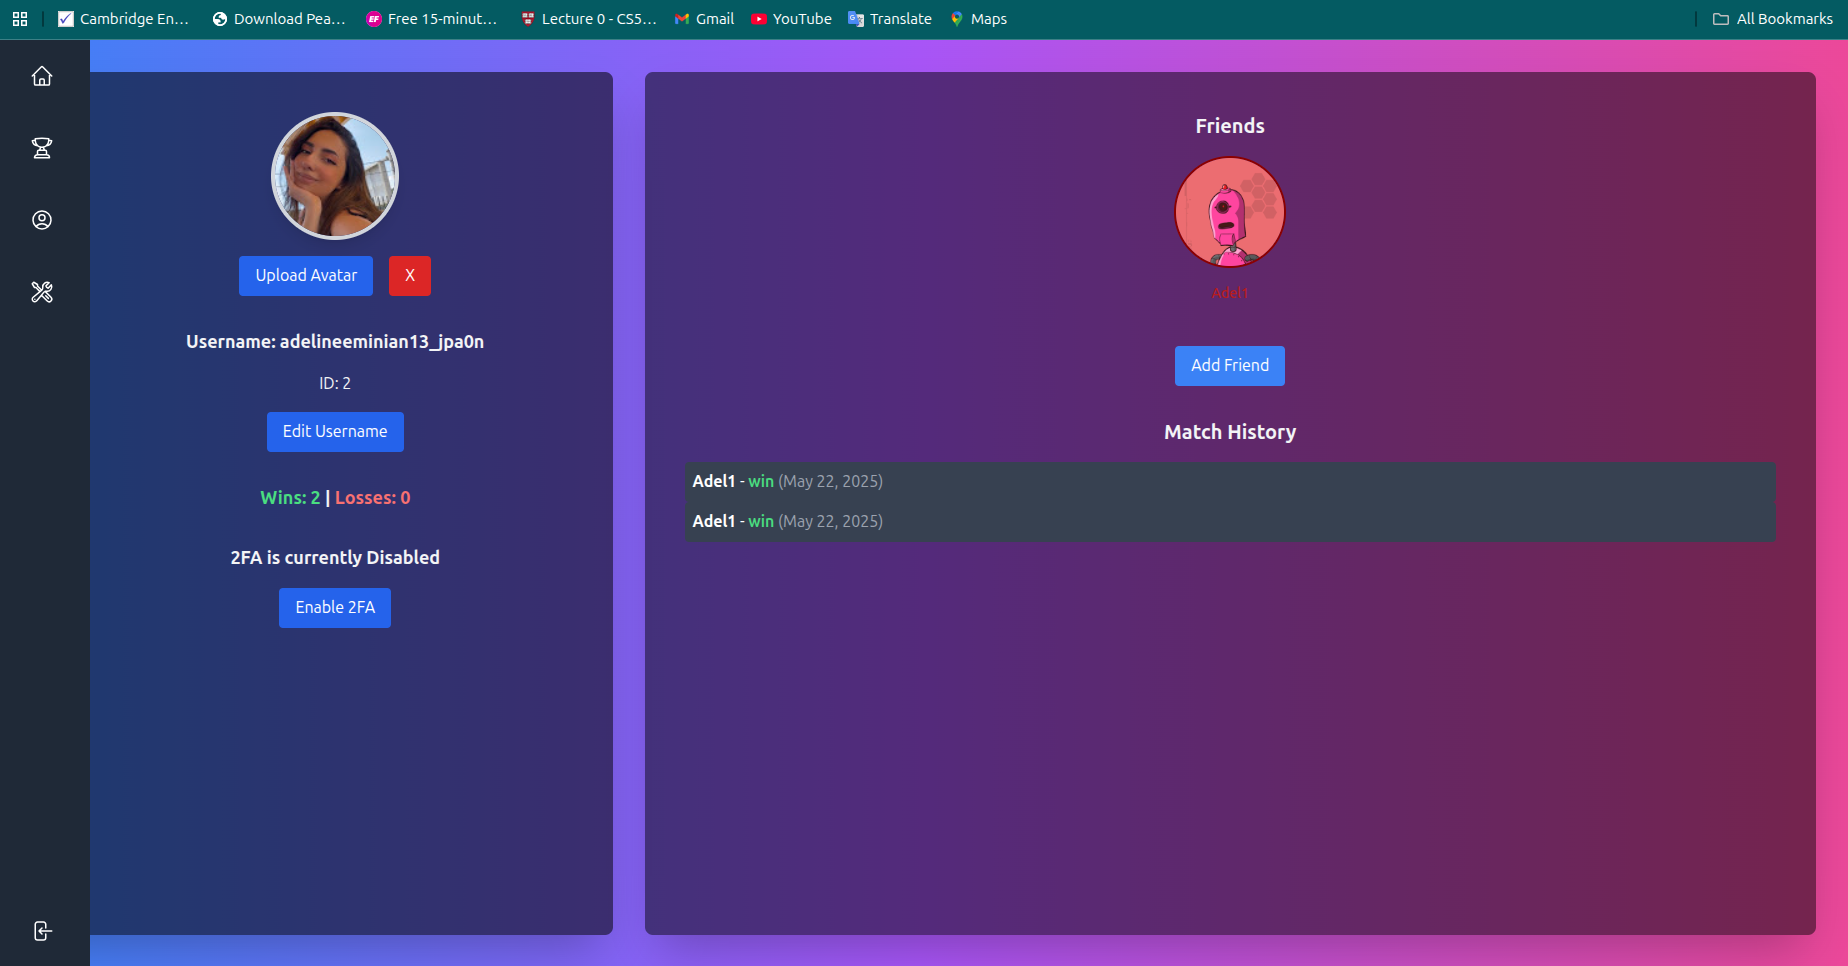 Cambridge En...
Download Pea...
EF Free 15-minut...
Lecture 0 - CS5...
Gmail
YouTube
Translate
Maps
All Bookmarks
Upload Avatar
X
Username: adelineeminian13_jpa0n
ID: 2
Edit Username
Wins: 2 | Losses: 0
2FA is currently Disabled
Enable 2FA
Friends
Adel1
Add Friend
Match History
Adel1 - win (May 22, 2025)
Adel1 - win (May 22, 2025)